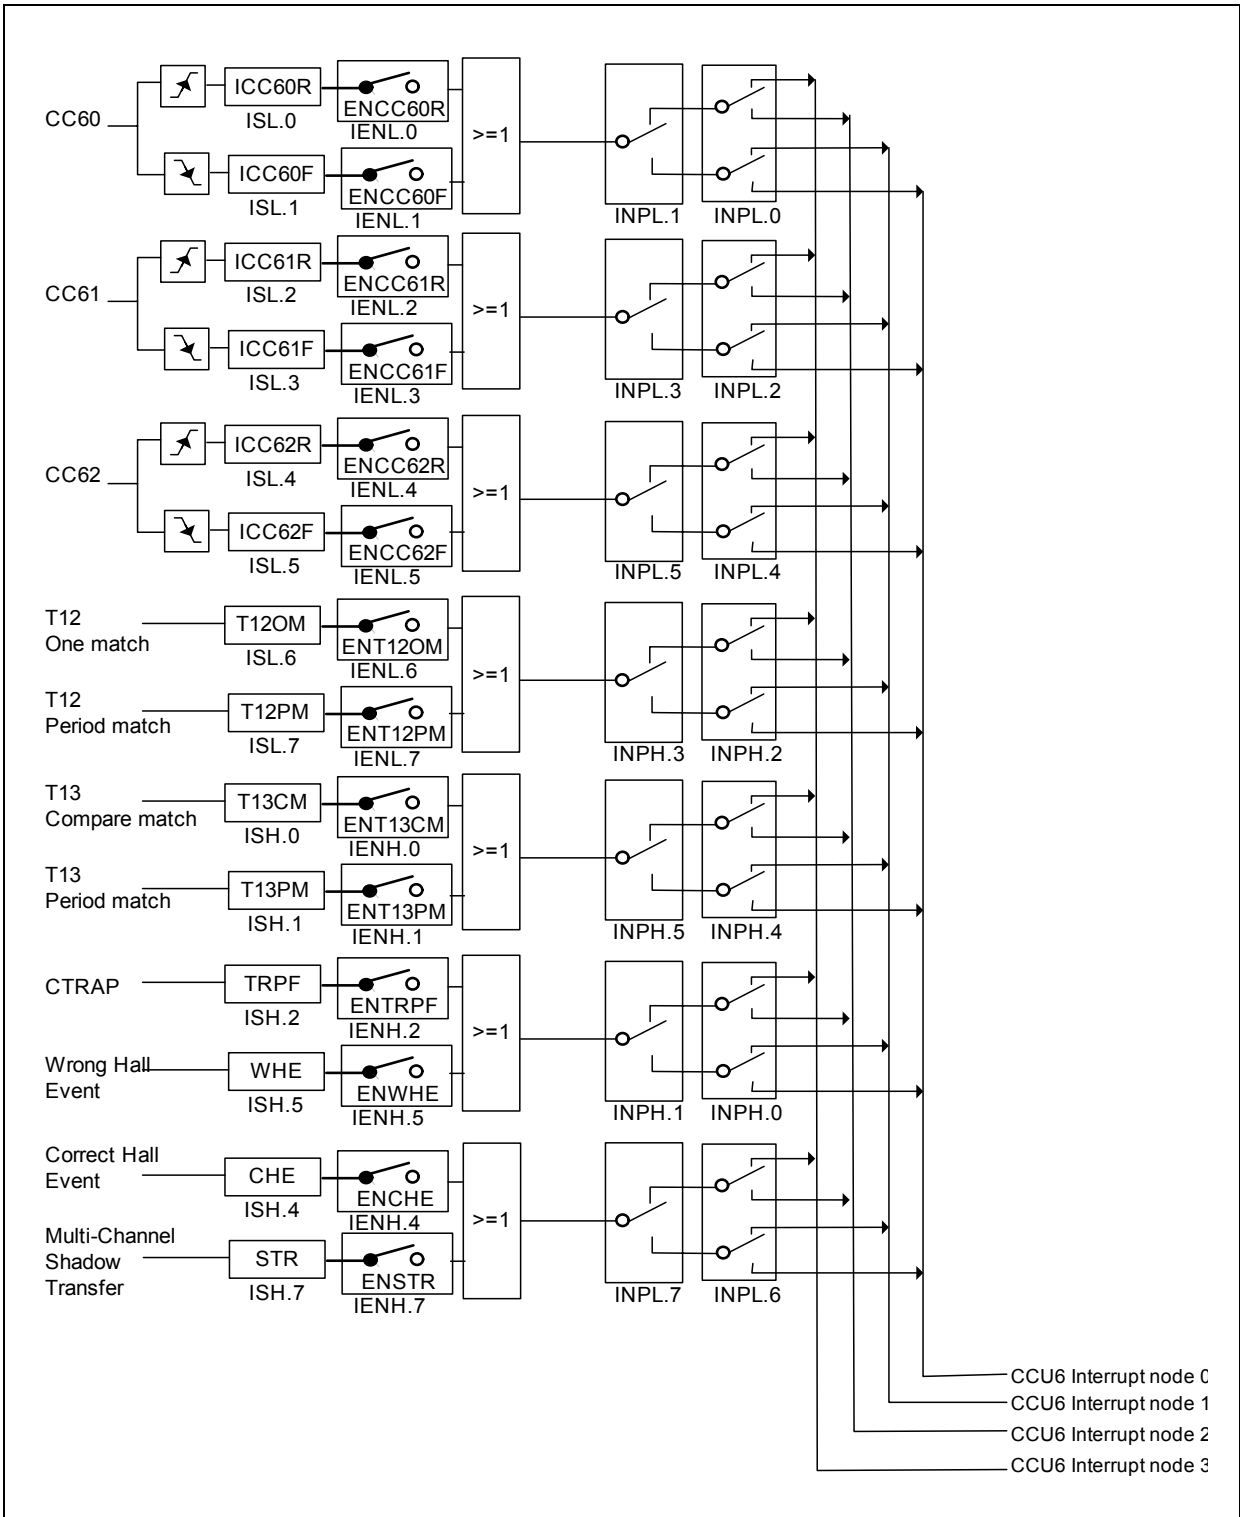 CC60
ICC60R
ISL.0
ENCC60R
IENL.0
ICC60F
ISL.1
ENCC60F
IENL.1
>=1
INPL.1
INPL.0
CC61
ICC61R
ISL.2
ENCC61R
IENL.2
ICC61F
ISL.3
ENCC61F
IENL.3
>=1
INPL.3
INPL.2
CC62
ICC62R
ISL.4
ENCC62R
IENL.4
ICC62F
ISL.5
ENCC62F
IENL.5
>=1
INPL.5
INPL.4
T12
One match
T12OM
ISL.6
ENT12OM
IENL.6
T12
Period match
T12PM
ISL.7
ENT12PM
IENL.7
>=1
INPH.3
INPH.2
T13
Compare match
T13CM
ISH.0
ENT13CM
IENH.0
T13
Period match
T13PM
ISH.1
ENT13PM
IENH.1
>=1
INPH.5
INPH.4
CTRAP
TRPF
ISH.2
ENTRPF
IENH.2
Wrong Hall
Event
WHE
ISH.5
ENWHE
IENH.5
>=1
INPH.1
INPH.0
Correct Hall
Event
CHE
ISH.4
ENCHE
IENH.4
Multi-Channel
Shadow
Transfer
STR
ISH.7
ENSTR
IENH.7
>=1
INPL.7
INPL.6
CCU6 Interrupt node 0
CCU6 Interrupt node 1
CCU6 Interrupt node 2
CCU6 Interrupt node 3